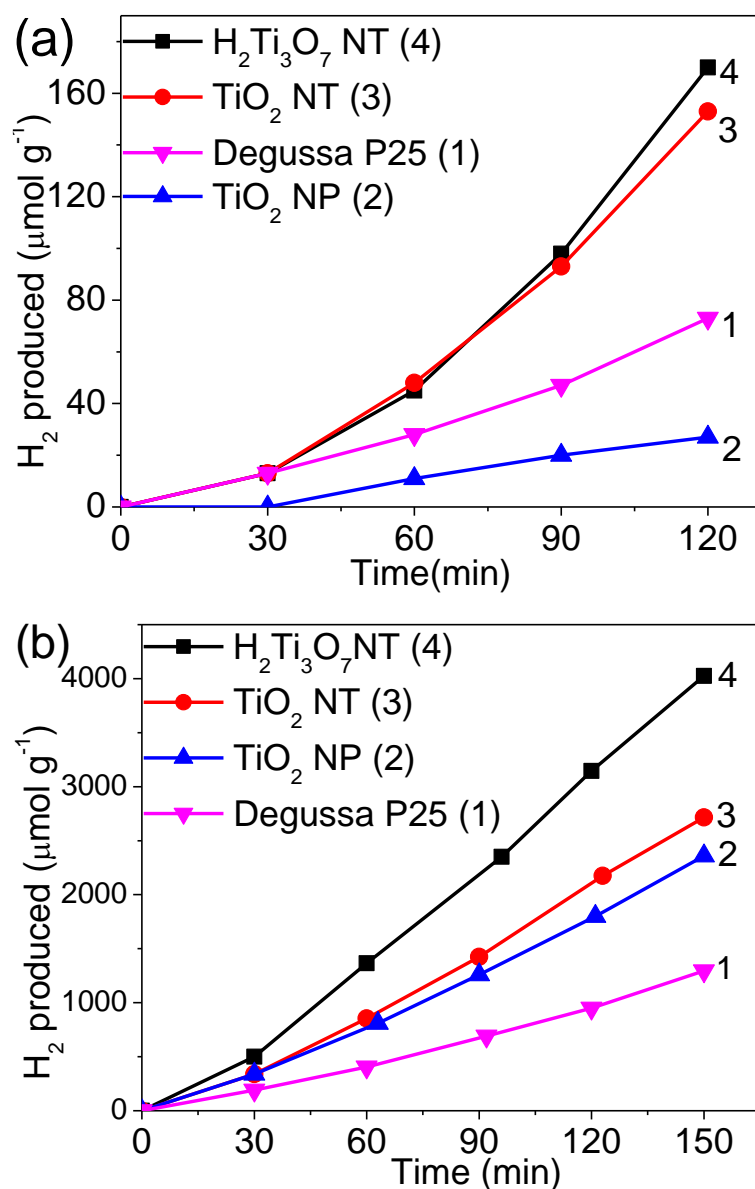 (a)
H₂Ti₃O₇ NT (4)
TiO₂ NT (3)
Degussa P25 (1)
TiO₂ NP (2)
H₂ produced (μmol g⁻¹)
160
120
80
40
0
4
3
1
2
0 30 60 90 120
Time(min)
(b)
H₂Ti₃O₇NT (4)
TiO₂ NT (3)
TiO₂ NP (2)
Degussa P25 (1)
H₂ produced (μmol g⁻¹)
4000
3000
2000
1000
0
4
3
2
1
0 30 60 90 120 150
Time (min)